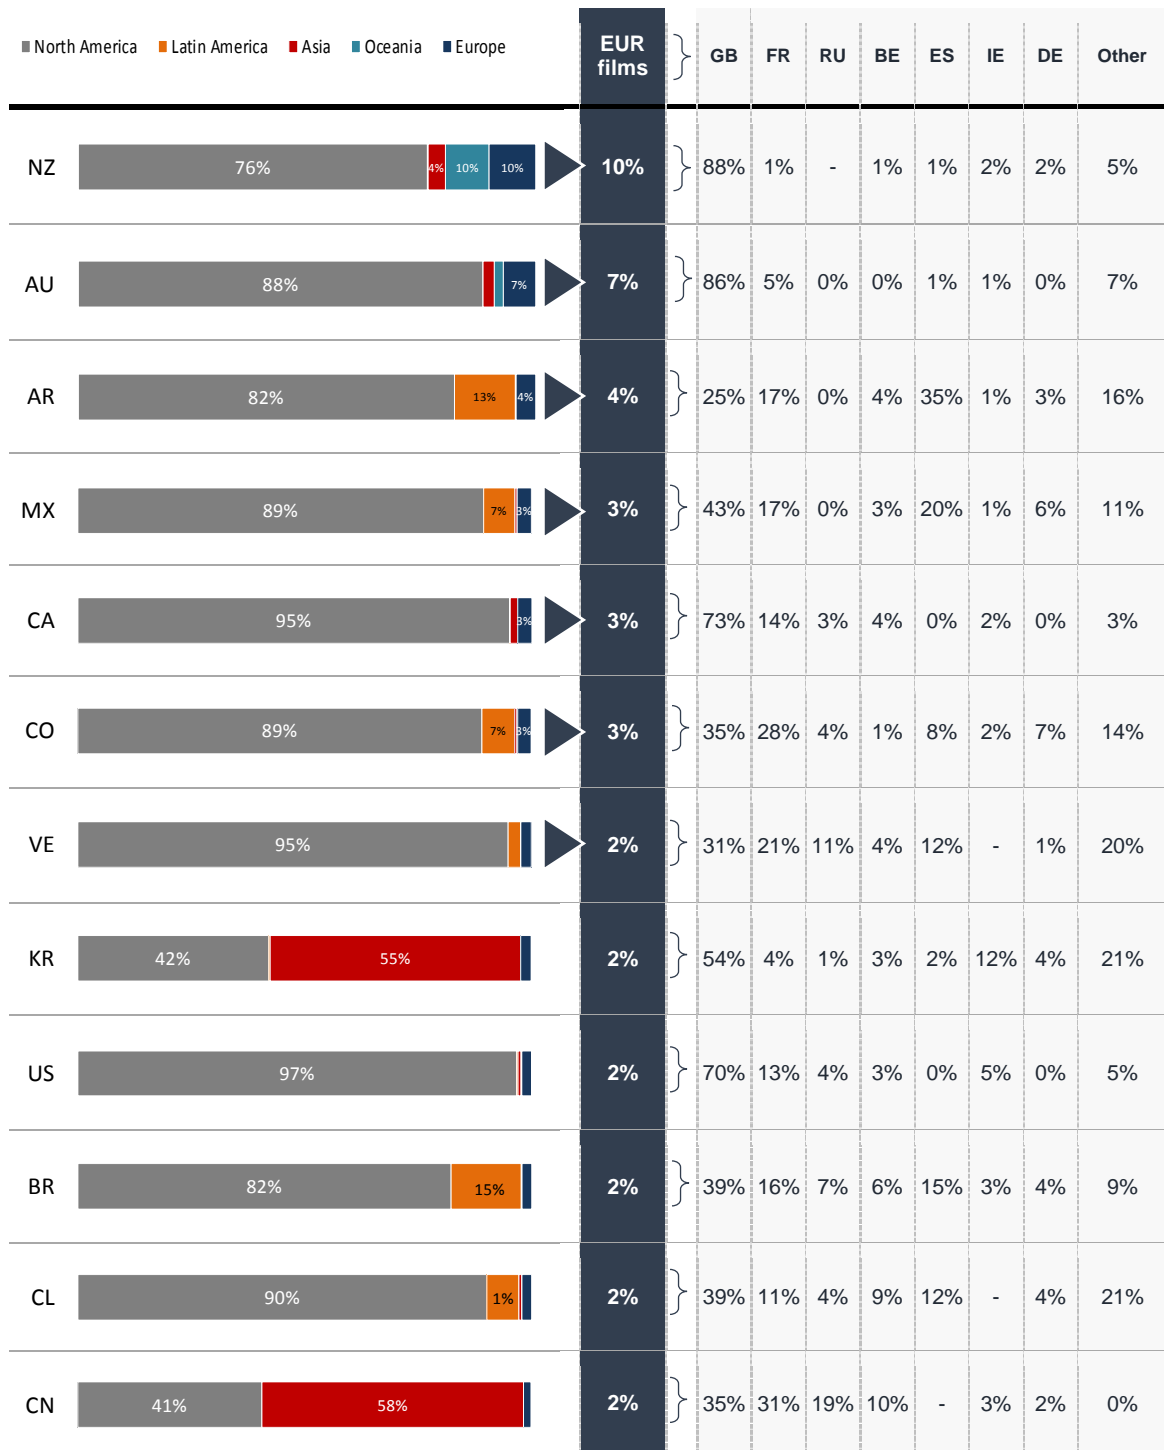 North America Latin America Asia Oceania Europe EUR films GB FR RU BE ES IE DE Other
NZ 76% 4% 10% 10% 10% 88% 1% - 1% 1% 2% 2% 5%
AU 88% 7% 7% 86% 5% 0% 0% 1% 1% 0% 7%
AR 82% 13% 4% 4% 25% 17% 0% 4% 35% 1% 3% 16%
MX 89% 7% 3% 3% 43% 17% 0% 3% 20% 1% 6% 11%
CA 95% 3% 3% 73% 14% 3% 4% 0% 2% 0% 3%
CO 89% 7% 3% 3% 35% 28% 4% 1% 8% 2% 7% 14%
VE 95% 2% 31% 21% 11% 4% 12% - 1% 20%
KR 42% 55% 2% 54% 4% 1% 3% 2% 12% 4% 21%
US 97% 2% 70% 13% 4% 3% 0% 5% 0% 5%
BR 82% 15% 2% 39% 16% 7% 6% 15% 3% 4% 9%
CL 90% 1% 2% 39% 11% 4% 9% 12% - 4% 21%
CN 41% 58% 2% 35% 31% 19% 10% - 3% 2% 0%